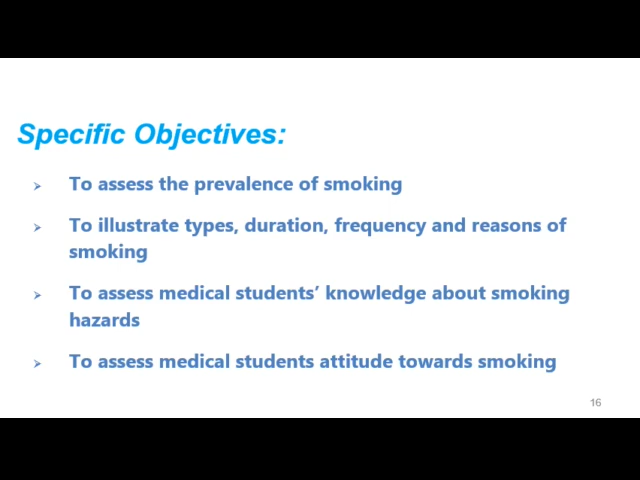 Specific Objectives:
➢ To assess the prevalence of smoking
➢ To illustrate types, duration, frequency and reasons of
smoking
➢ To assess medical students’ knowledge about smoking
hazards
➢ To assess medical students attitude towards smoking
16